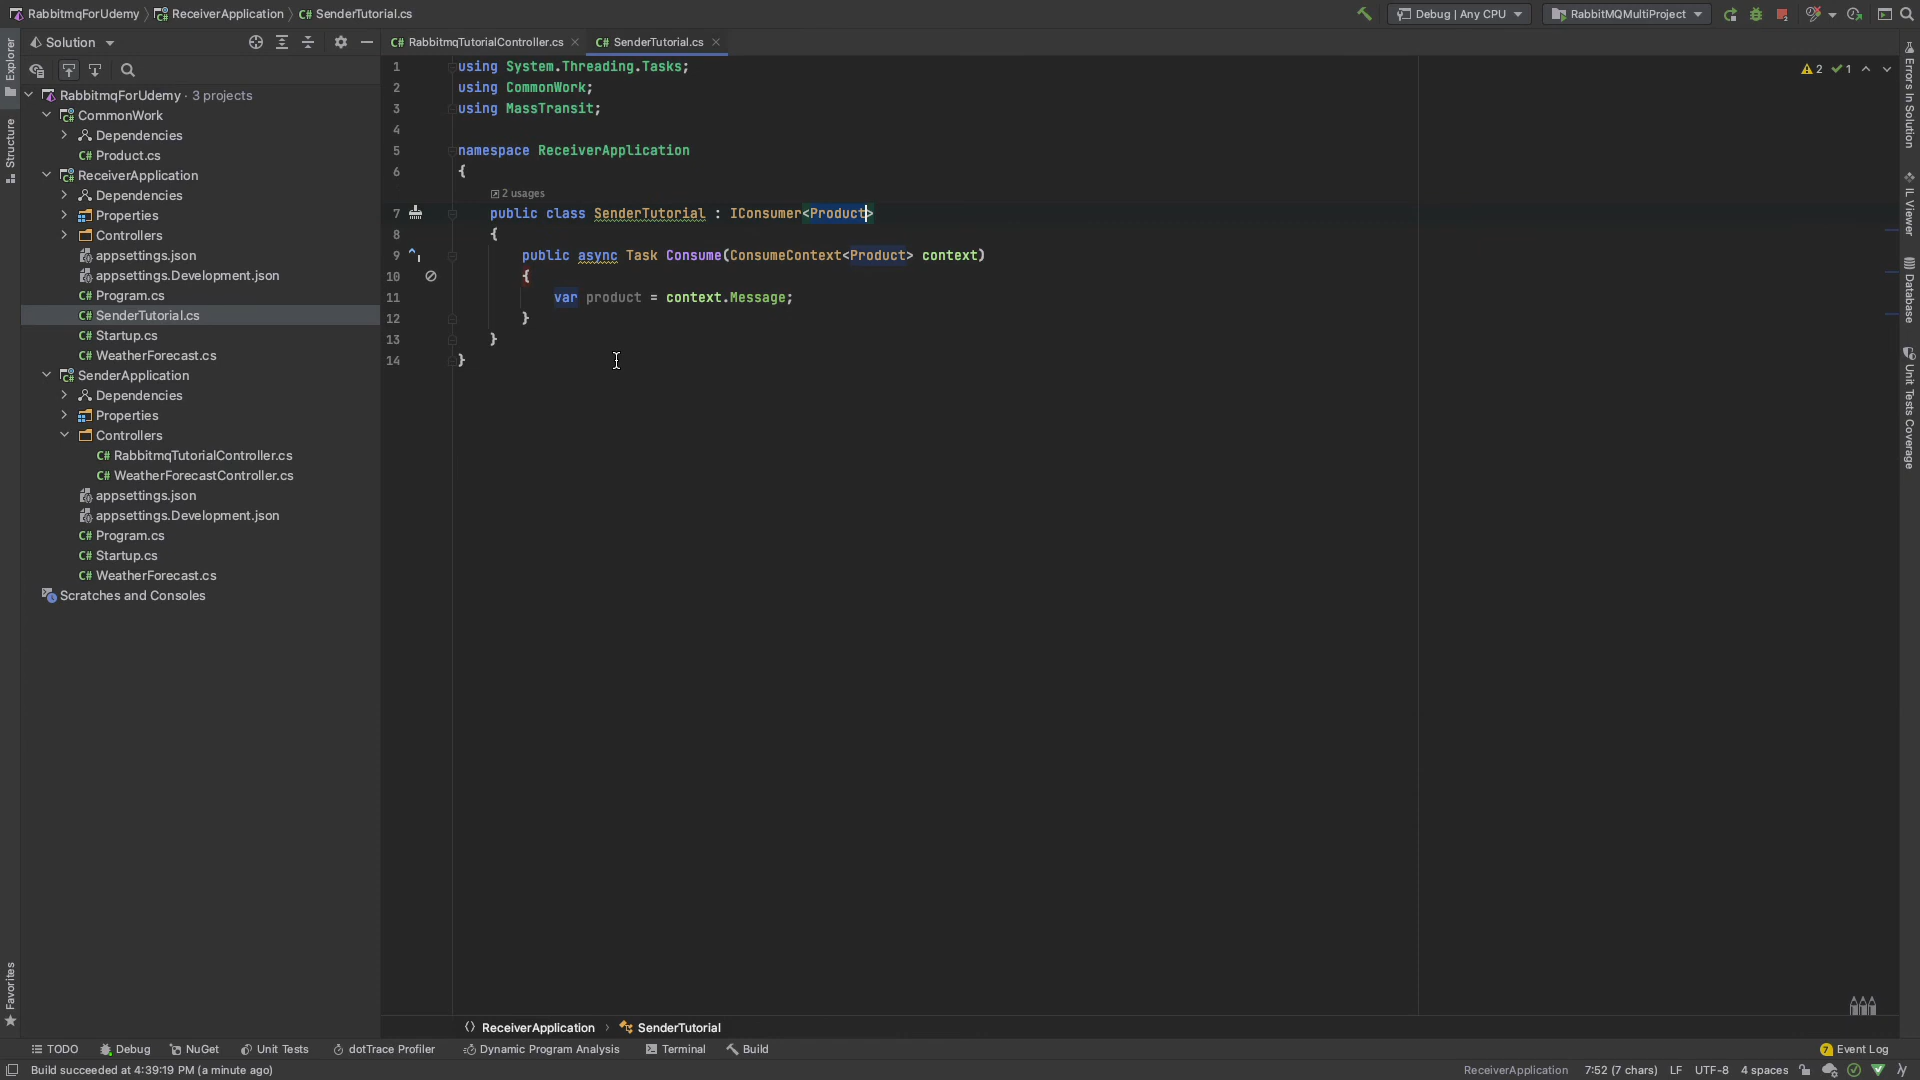 RabbitmqForUdemy ReceiverApplication C# SenderTutorial.cs Debug | Any CPU RabbitMQMultiProject
Solution
C# RabbitmqTutorialController.cs C# SenderTutorial.cs
RabbitmqForUdemy · 3 projects
CommonWork
Dependencies
C# Product.cs
ReceiverApplication
Dependencies
Properties
Controllers
appsettings.json
appsettings.Development.json
C# Program.cs
C# SenderTutorial.cs
C# Startup.cs
C# WeatherForecast.cs
SenderApplication
Dependencies
Properties
Controllers
C# RabbitmqTutorialController.cs
C# WeatherForecastController.cs
appsettings.json
appsettings.Development.json
C# Program.cs
C# Startup.cs
C# WeatherForecast.cs
Scratches and Consoles
1 using System.Threading.Tasks;
2 using CommonWork;
3 using MassTransit;
4
5 namespace ReceiverApplication
6 {
2 usages
7 public class SenderTutorial : IConsumer<Product>
8 {
9 public async Task Consume(ConsumeContext<Product> context)
10 {
11 var product = context.Message;
12 }
13 }
14 }
2 1
Explorer
Structure
Favorites
Errors In Solution
IL Viewer
Database
Unit Tests Coverage
ReceiverApplication SenderTutorial
TODO Debug NuGet Unit Tests dotTrace Profiler Dynamic Program Analysis Terminal Build 7 Event Log
Build succeeded at 4:39:19 PM (a minute ago) ReceiverApplication 7:52 (7 chars) LF UTF-8 4 spaces